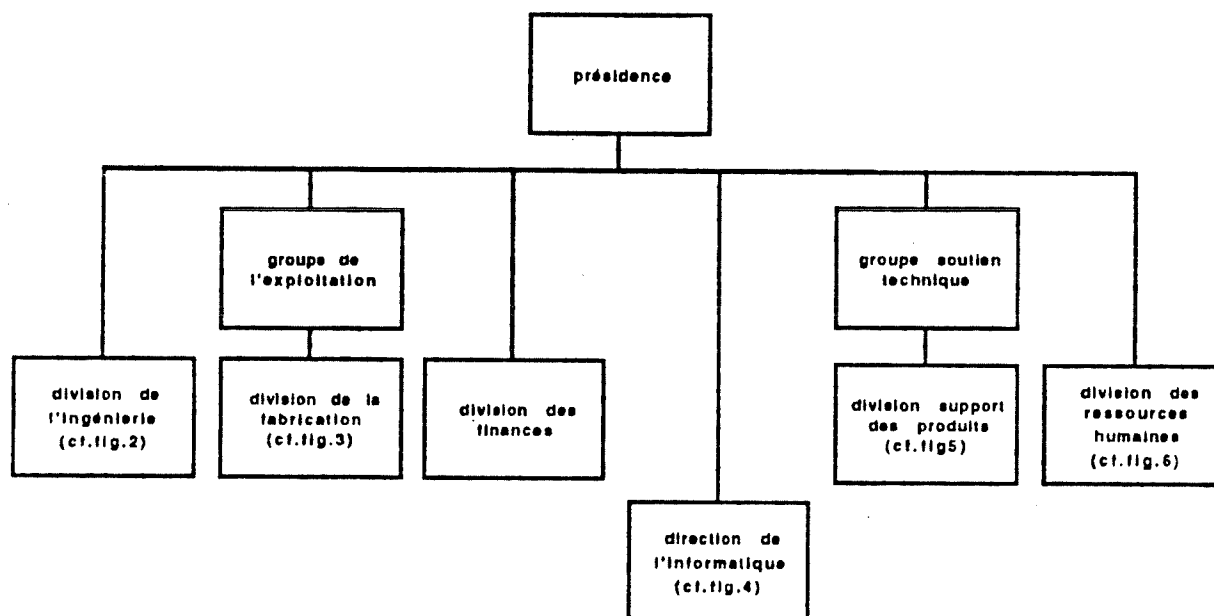 présidence
groupe de
l'exploitation
groupe soutien
technique
division de
l'ingénierie
(cf.fig.2)
division de la
fabrication
(cf.fig.3)
division des
finances
division support
des produits
(cf.fig5)
division des
ressources
humaines
(cf.fig.6)
direction de
l'informatique
(cf.fig.4)